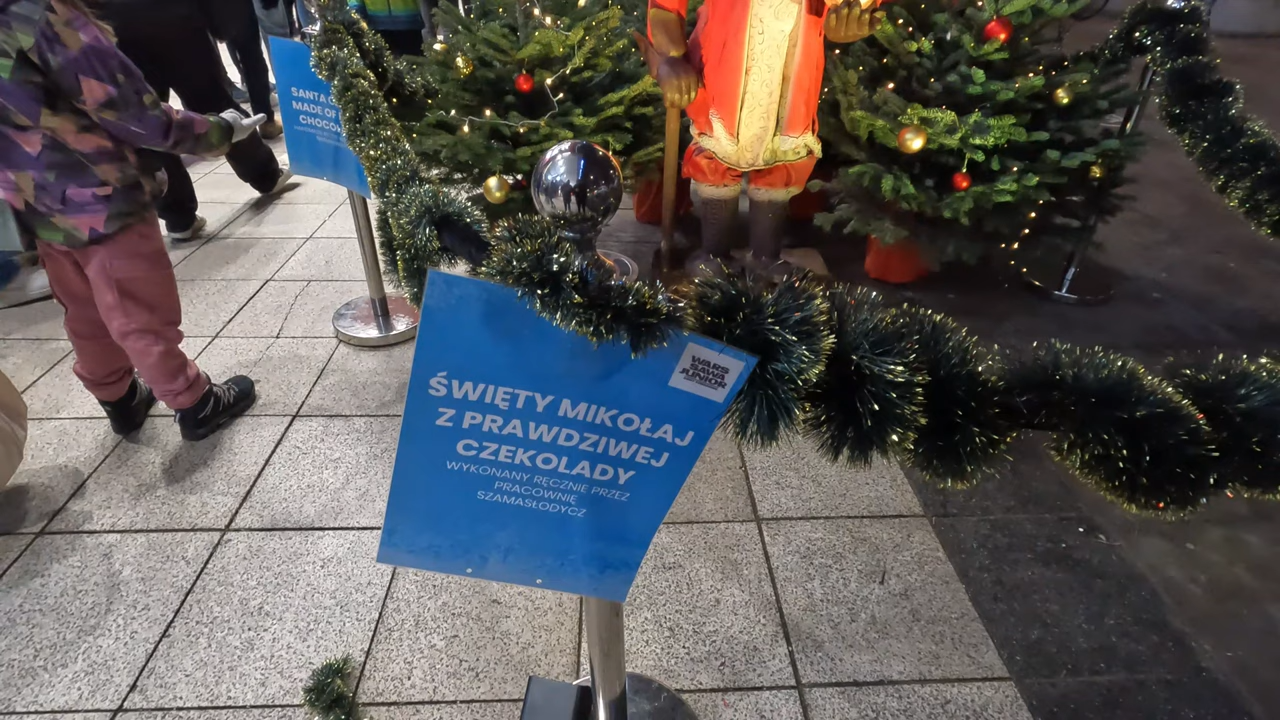 SANTA
MADE OF
WARS
SAWA
JUNIOR
ŚWIĘTY MIKOŁAJ
Z PRAWDZIWEJ
CZEKOLADY
WYKONANY RĘCZNIE PRZEZ
PRACOWNIĘ
SZAMASŁODYCZ